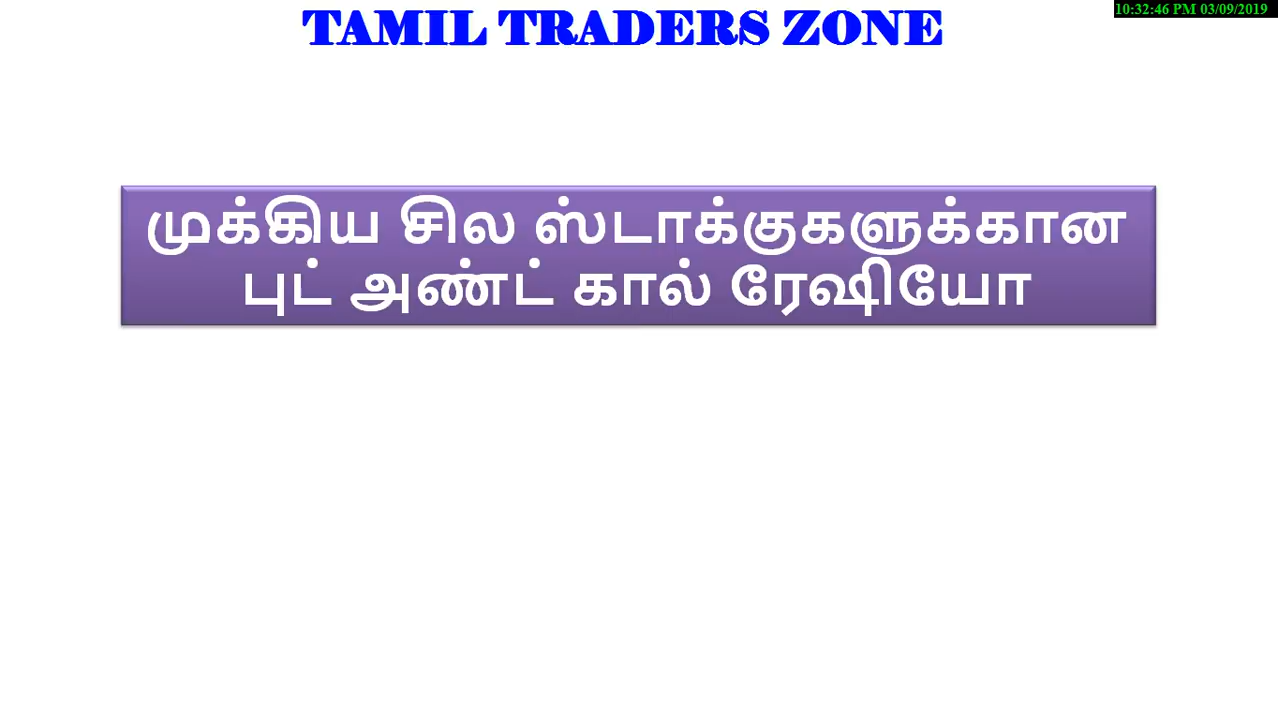 TAMIL TRADERS ZONE
10:32:46 PM 03/09/2019
முக்கிய சில ஸ்டாக்குகளுக்கான
புட் அண்ட் கால் ரேஷியோ